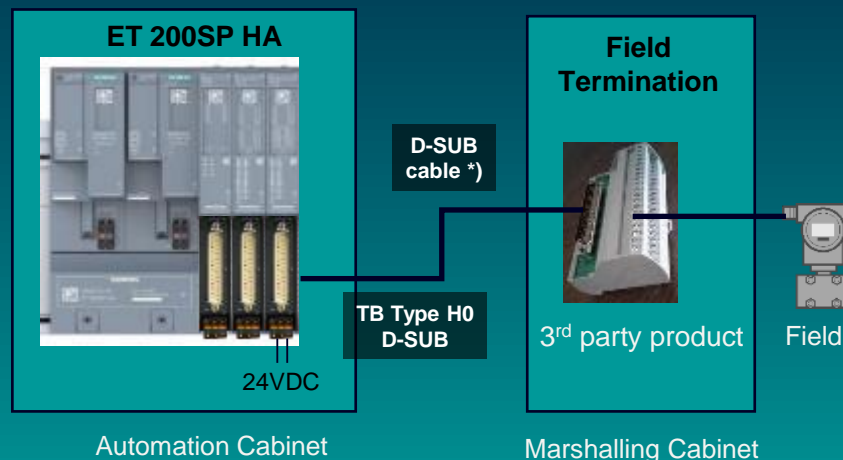 ET 200SP HA
Field
Termination
D-SUB
cable *)
TB Type H0
D-SUB
3rd party product
Field
24VDC
Automation Cabinet
Marshalling Cabinet